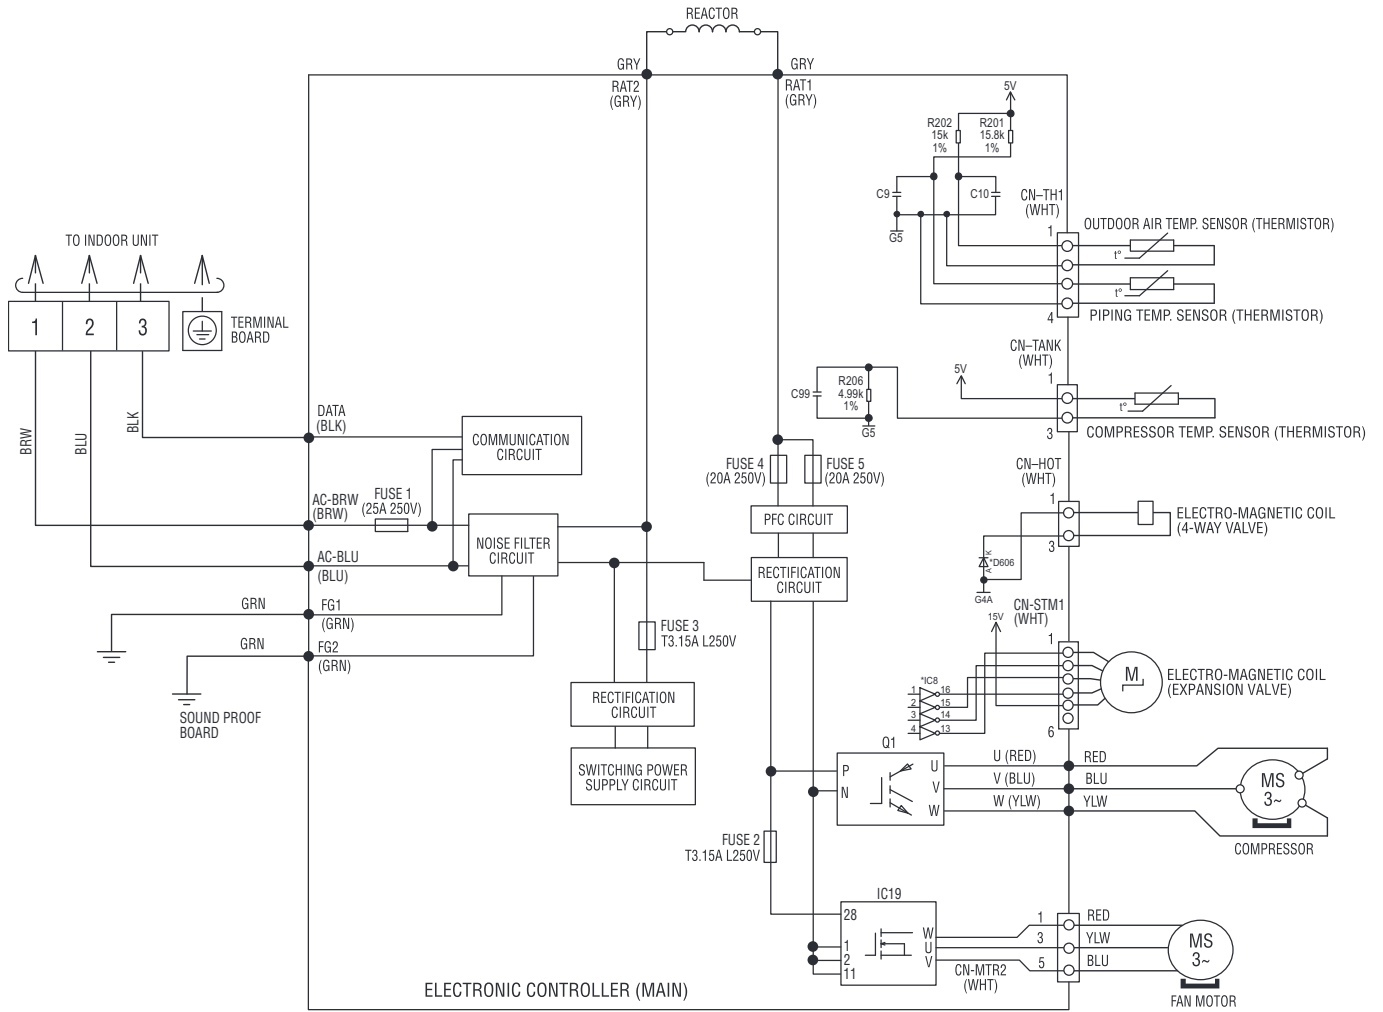 REACTOR
GRY
GRY
RAT2
(GRY)
RAT1
(GRY)
5V
R202
15k
1%
R201
15.8k
1%
C9
C10
G5
CN–TH1
(WHT)
1
4
OUTDOOR AIR TEMP. SENSOR (THERMISTOR)
t°
t°
PIPING TEMP. SENSOR (THERMISTOR)
TO INDOOR UNIT
1
2
3
TERMINAL
BOARD
BRW
BLU
BLK
CN–TANK
(WHT)
5V
1
3
C99
R206
4.99k
1%
G5
t°
COMPRESSOR TEMP. SENSOR (THERMISTOR)
DATA
(BLK)
COMMUNICATION
CIRCUIT
AC-BRW
(BRW)
FUSE 1
(25A 250V)
NOISE FILTER
CIRCUIT
AC-BLU
(BLU)
FUSE 4
(20A 250V)
FUSE 5
(20A 250V)
PFC CIRCUIT
RECTIFICATION
CIRCUIT
CN–HOT
(WHT)
1
3
ELECTRO-MAGNETIC COIL
(4-WAY VALVE)
K
A
*D606
G4A
GRN
FG1
(GRN)
GRN
FG2
(GRN)
SOUND PROOF
BOARD
FUSE 3
T3.15A L250V
RECTIFICATION
CIRCUIT
SWITCHING POWER
SUPPLY CIRCUIT
CN-STM1
(WHT)
15V
1
6
*IC8
1
16
2
15
3
14
4
13
M
ELECTRO-MAGNETIC COIL
(EXPANSION VALVE)
Q1
P
N
U
V
W
U (RED)
V (BLU)
W (YLW)
RED
BLU
YLW
MS
3~
COMPRESSOR
FUSE 2
T3.15A L250V
IC19
28
1
2
11
W
U
V
CN-MTR2
(WHT)
1
3
5
RED
YLW
BLU
MS
3~
FAN MOTOR
ELECTRONIC CONTROLLER (MAIN)